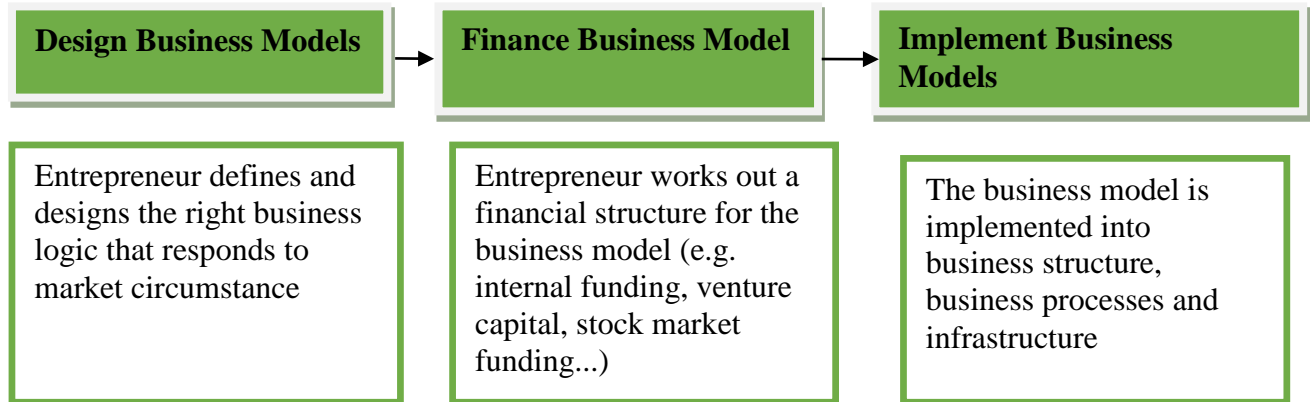 Design Business Models
Finance Business Model
Implement Business
Models
Entrepreneur defines and
designs the right business
logic that responds to
market circumstance
Entrepreneur works out a
financial structure for the
business model (e.g.
internal funding, venture
capital, stock market
funding...)
The business model is
implemented into
business structure,
business processes and
infrastructure